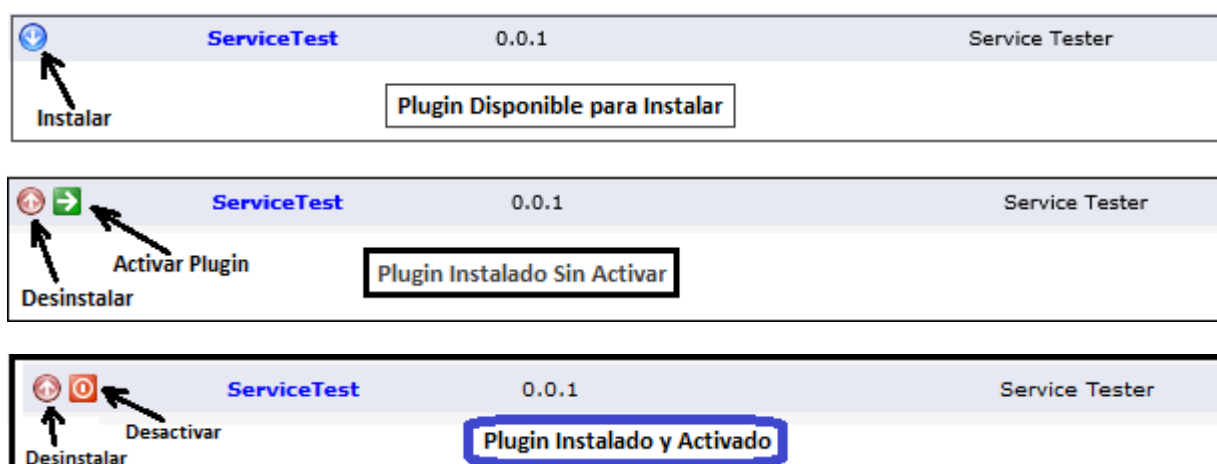 ServiceTest 0.0.1 Service Tester
Instalar
Plugin Disponible para Instalar
ServiceTest 0.0.1 Service Tester
Activar Plugin
Plugin Instalado Sin Activar
Desinstalar
ServiceTest 0.0.1 Service Tester
Desactivar
Plugin Instalado y Activado
Desinstalar